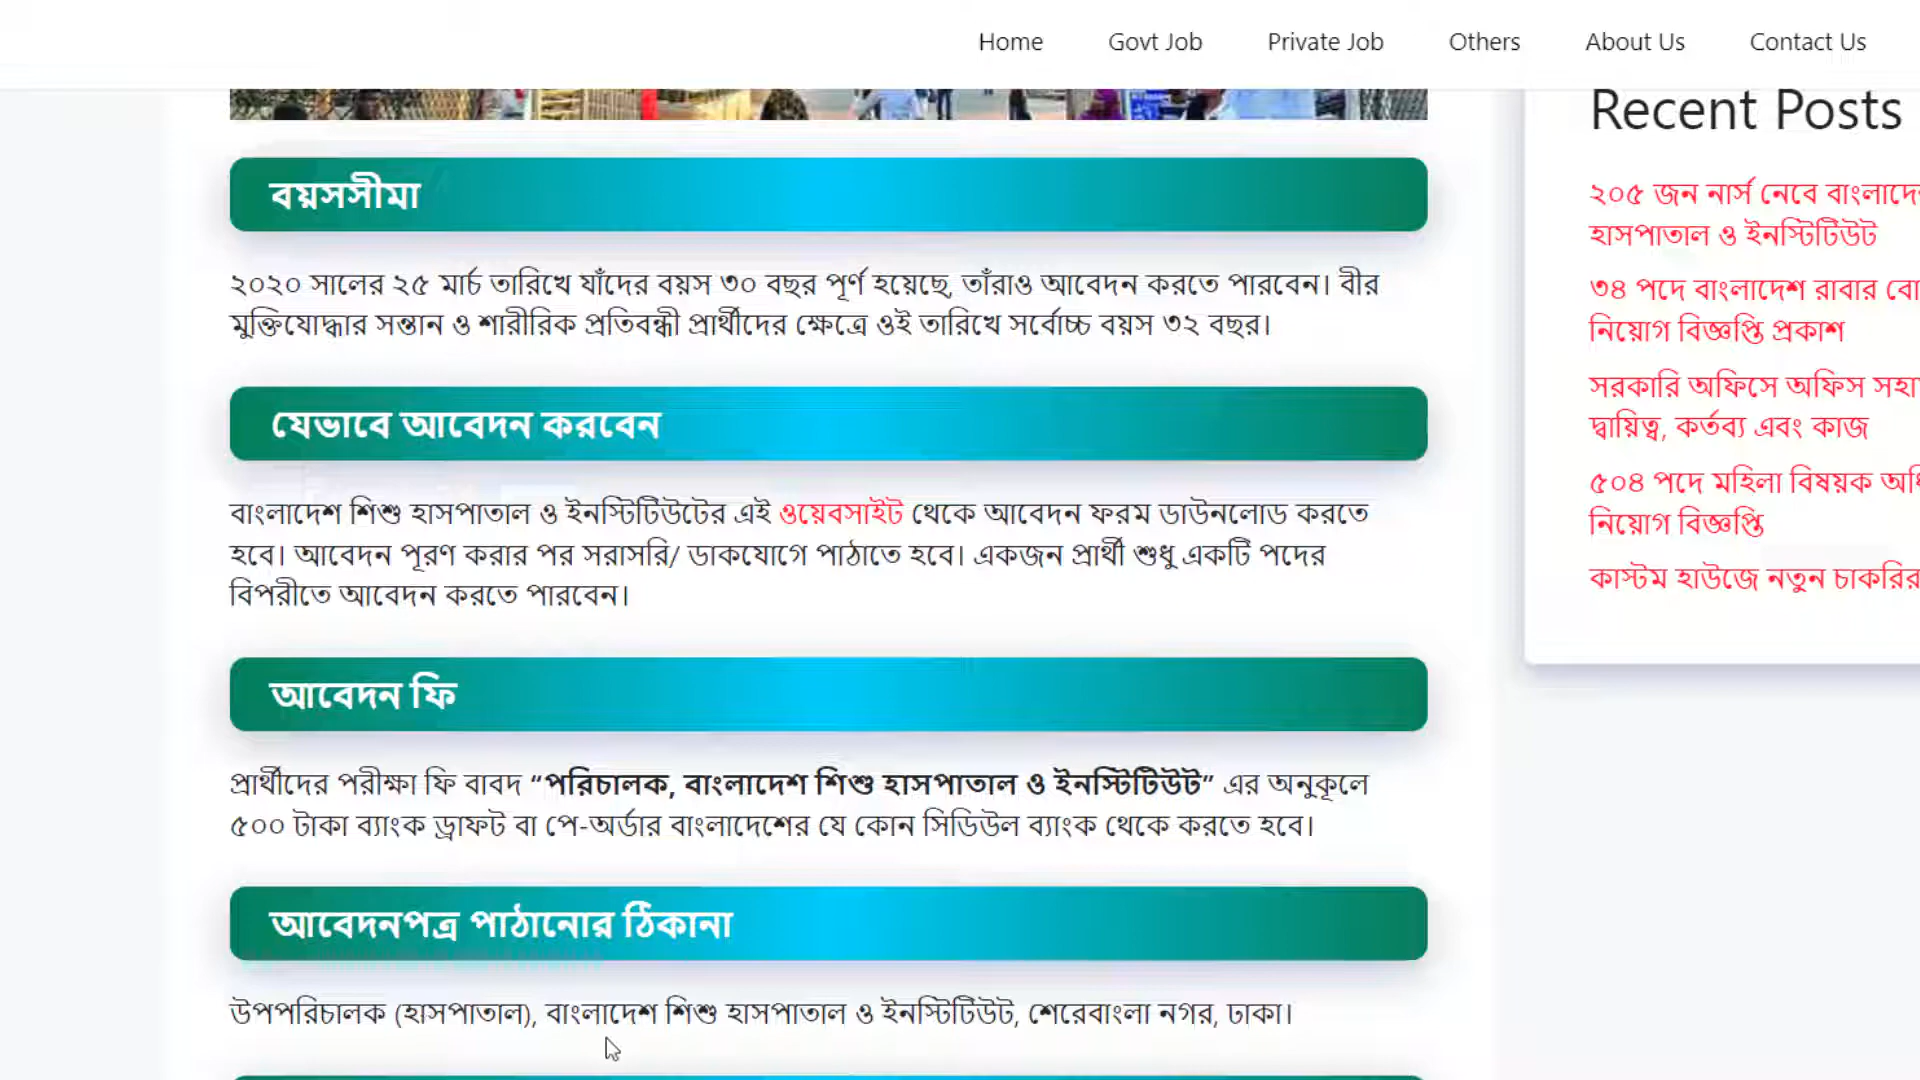 Home Govt Job Private Job Others About Us Contact Us
বয়সসীমা
২০২০ সালের ২৫ মার্চ তারিখে যাঁদের বয়স ৩০ বছর পূর্ণ হয়েছে, তাঁরাও আবেদন করতে পারবেন। বীর
মুক্তিযোদ্ধার সন্তান ও শারীরিক প্রতিবন্ধী প্রার্থীদের ক্ষেত্রে ওই তারিখে সর্বোচ্চ বয়স ৩২ বছর।
যেভাবে আবেদন করবেন
বাংলাদেশ শিশু হাসপাতাল ও ইনস্টিটিউটের এই ওয়েবসাইট থেকে আবেদন ফরম ডাউনলোড করতে
হবে। আবেদন পূরণ করার পর সরাসরি/ ডাকযোগে পাঠাতে হবে। একজন প্রার্থী শুধু একটি পদের
বিপরীতে আবেদন করতে পারবেন।
আবেদন ফি
প্রার্থীদের পরীক্ষা ফি বাবদ “পরিচালক, বাংলাদেশ শিশু হাসপাতাল ও ইনস্টিটিউট” এর অনুকূলে
৫০০ টাকা ব্যাংক ড্রাফট বা পে-অর্ডার বাংলাদেশের যে কোন সিডিউল ব্যাংক থেকে করতে হবে।
আবেদনপত্র পাঠানোর ঠিকানা
উপপরিচালক (হাসপাতাল), বাংলাদেশ শিশু হাসপাতাল ও ইনস্টিটিউট, শেরেবাংলা নগর, ঢাকা।
Recent Posts
২০৫ জন নার্স নেবে
হাসপাতাল ও ইনস্টিটিউট
৩৪ পদে বাংলাদেশ রাবার
নিয়োগ বিজ্ঞপ্তি প্রকাশ
সরকারি অফিসে অফিস
দ্বায়িত্ব, কর্তব্য এবং কাজ
৫০৪ পদে মহিলা বিষয়ক
নিয়োগ বিজ্ঞপ্তি
কাস্টম হাউজে নতুন চাকরির